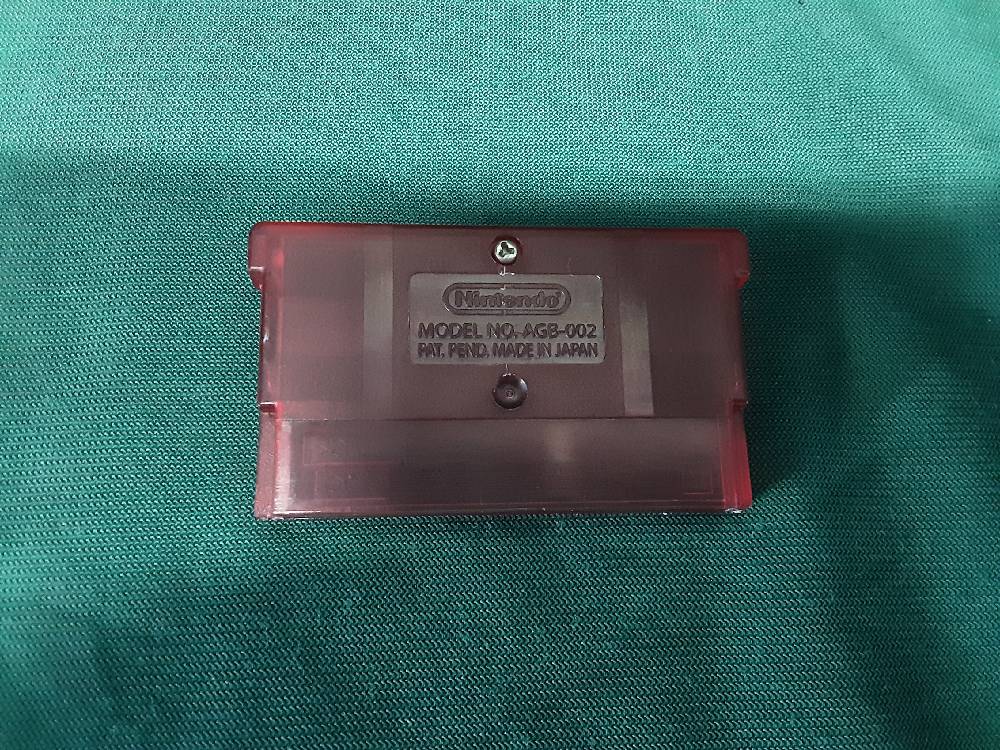 Nintendo®
MODEL NO. AGB-002
PAT. PEND. MADE IN JAPAN